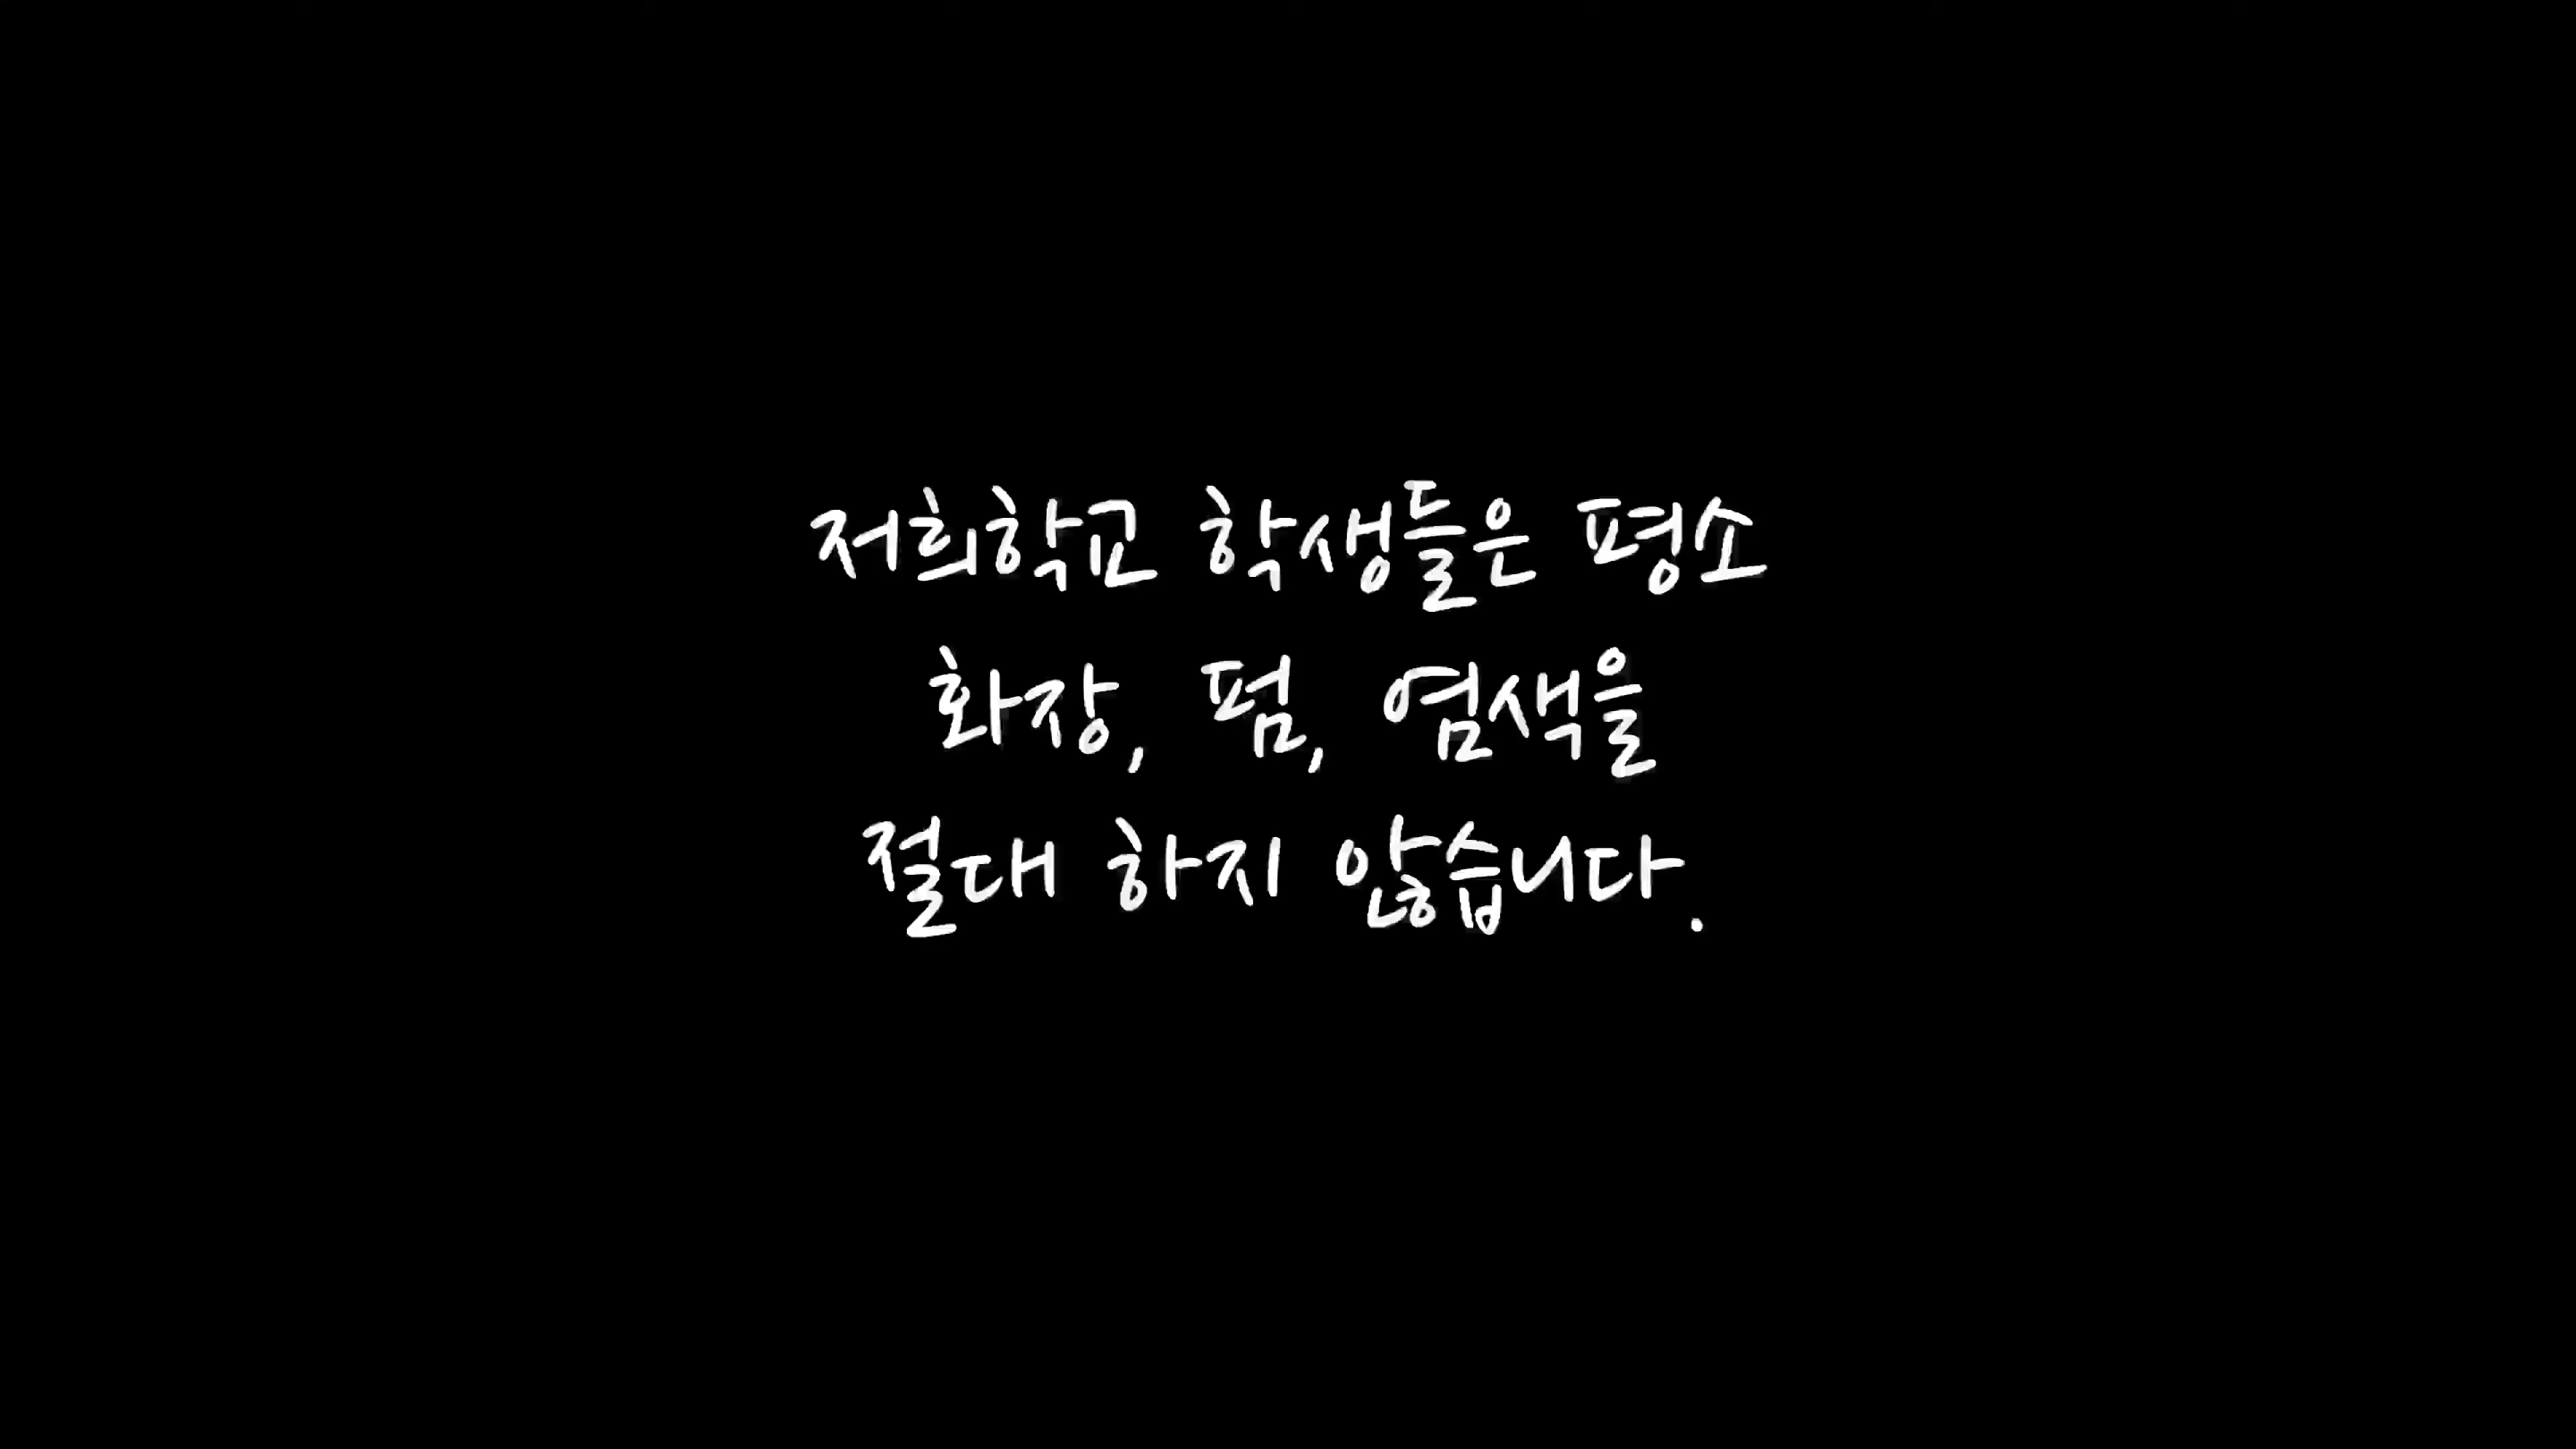 저희학교 학생들은 평소
화장, 펌, 염색을
절대 하지 않습니다.